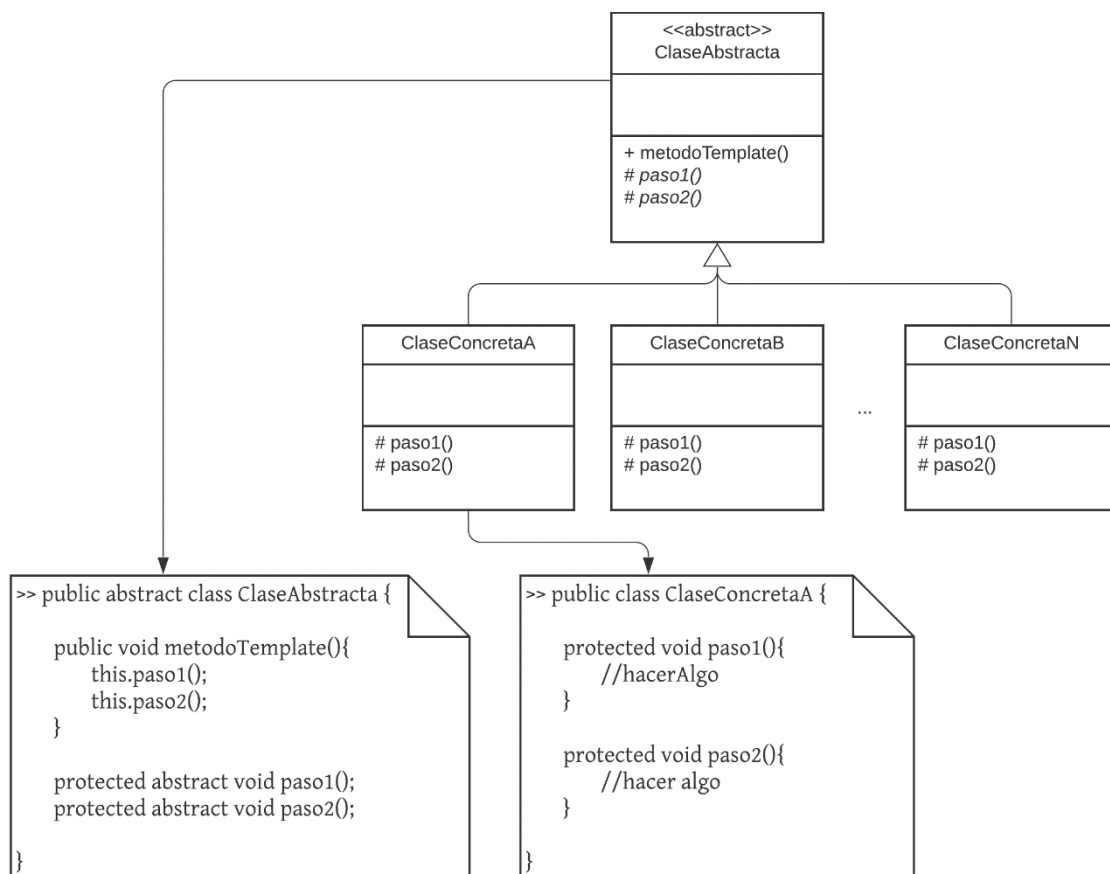 <<abstract>>
ClaseAbstracta
+ metodoTemplate()
# paso1()
# paso2()
ClaseConcretaA
# paso1()
# paso2()
ClaseConcretaB
# paso1()
# paso2()
...
ClaseConcretaN
# paso1()
# paso2()
>> public abstract class ClaseAbstracta {
public void metodoTemplate(){
this.paso1();
this.paso2();
}
protected abstract void paso1();
protected abstract void paso2();
}
>> public class ClaseConcretaA {
protected void paso1(){
//hacerAlgo
}
protected void paso2(){
//hacer algo
}
}